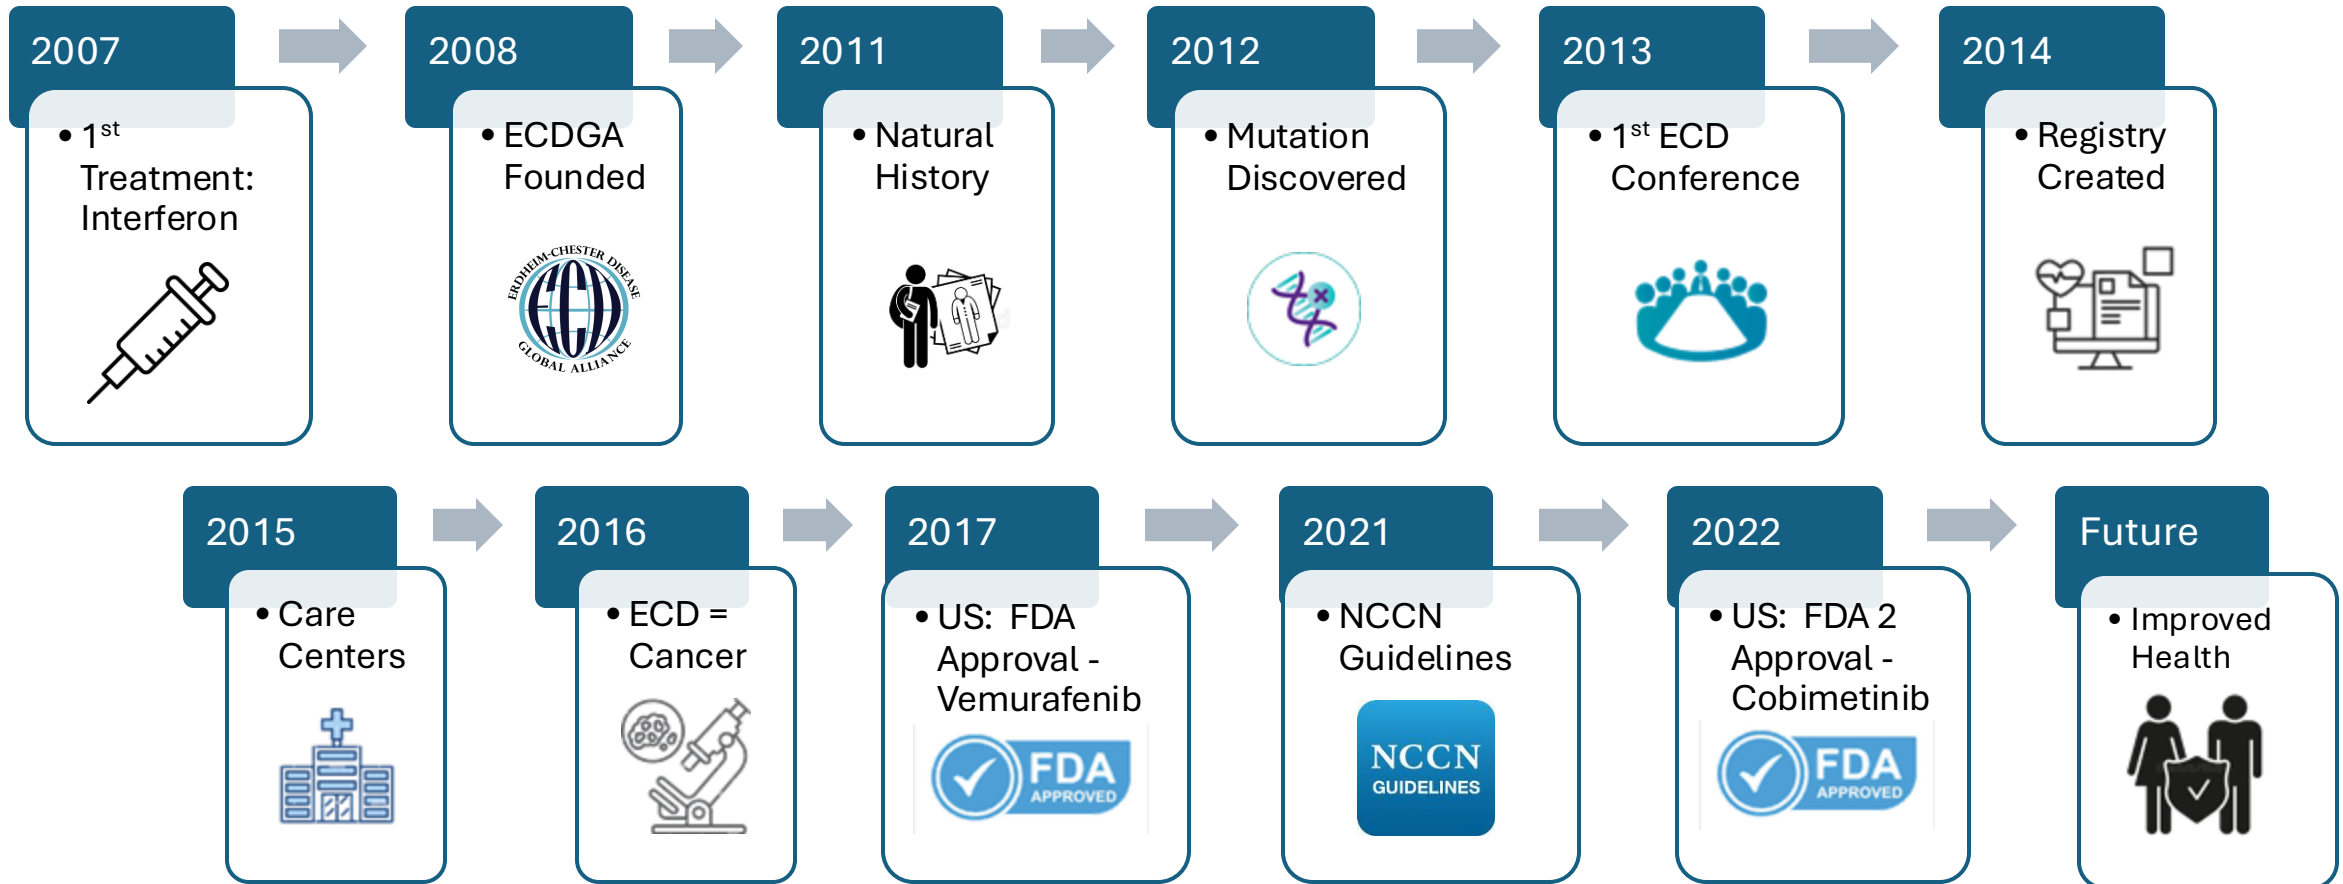 2007
• 1st
Treatment:
Interferon
2008
• ECDGA
Founded
ERDHEIM-CHESTER DISEASE
ECD
GLOBAL ALLIANCE
2011
• Natural
History
2012
• Mutation
Discovered
2013
• 1st ECD
Conference
2014
• Registry
Created
2015
• Care
Centers
2016
• ECD =
Cancer
2017
• US: FDA
Approval -
Vemurafenib
FDA
APPROVED
2021
• NCCN
Guidelines
NCCN
GUIDELINES
2022
• US: FDA 2
Approval -
Cobimetinib
FDA
APPROVED
Future
• Improved
Health